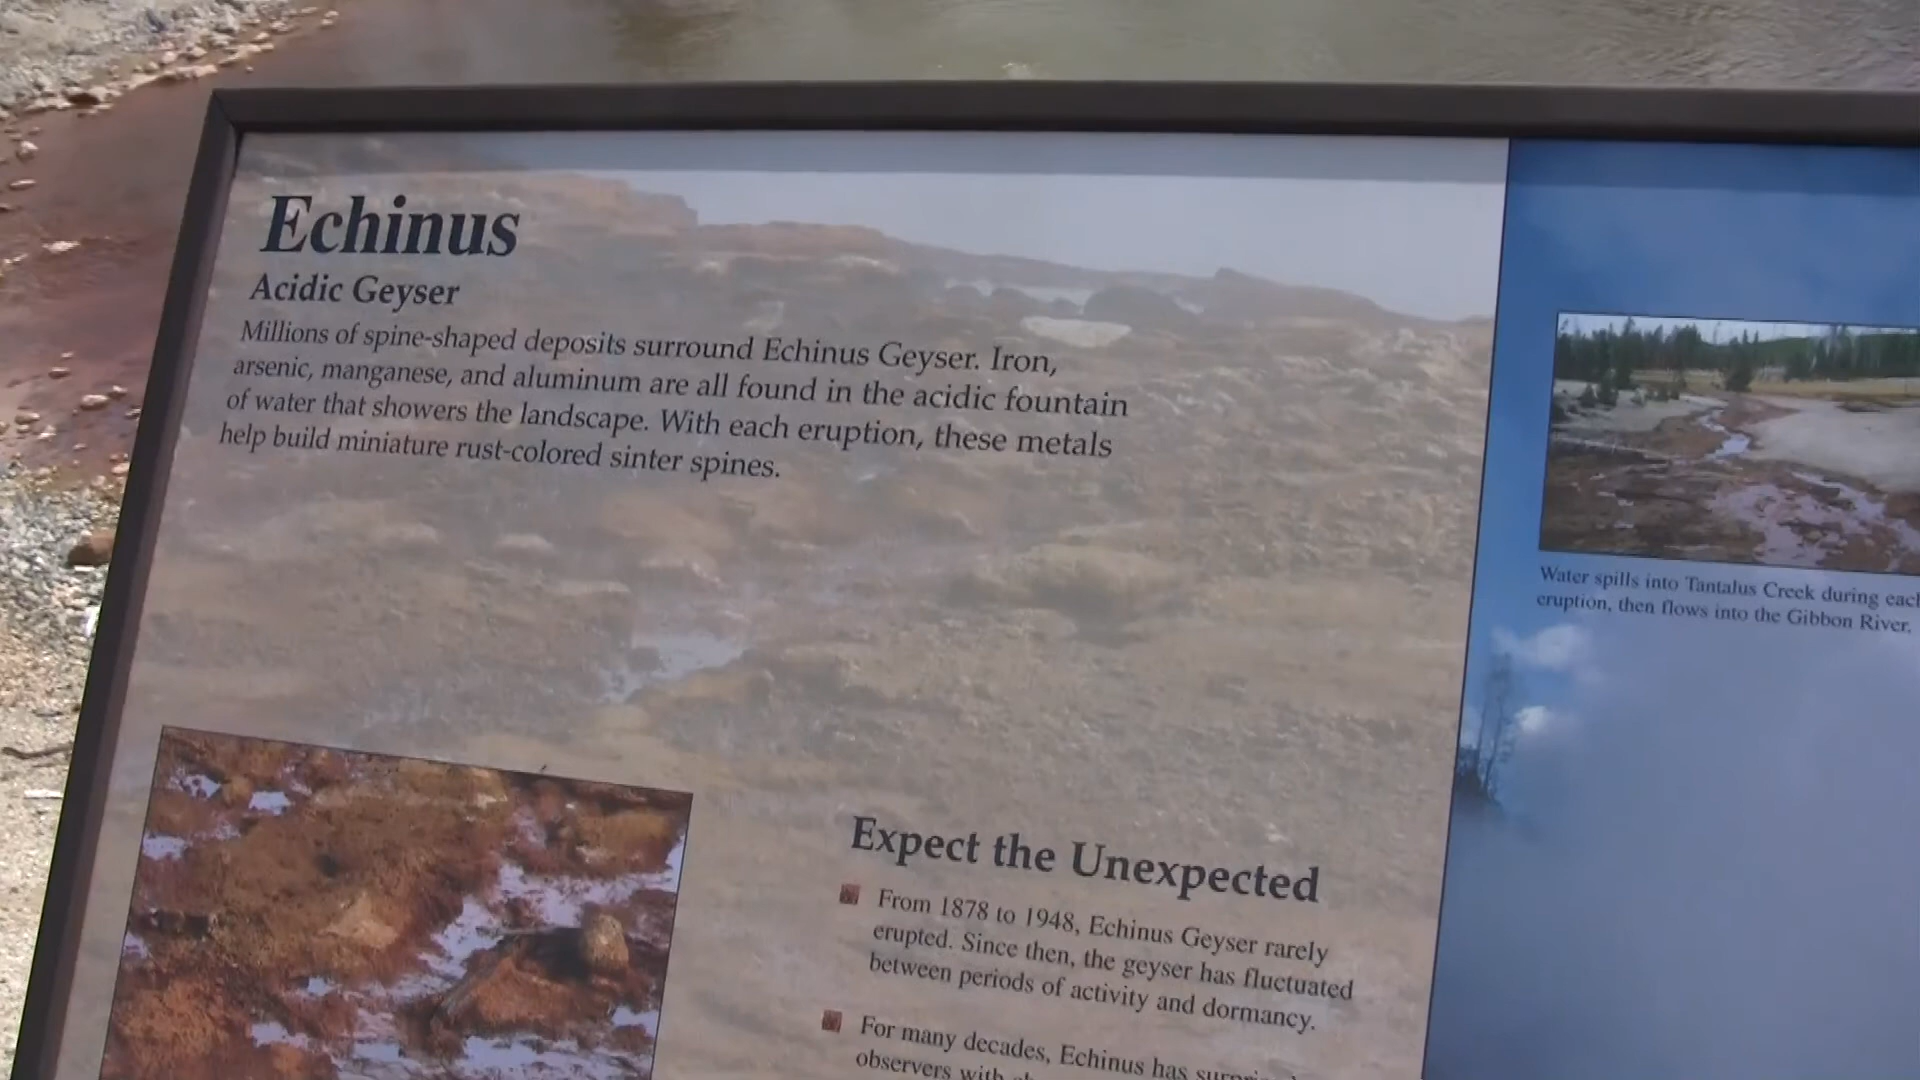 Echinus
Acidic Geyser
Millions of spine-shaped deposits surround Echinus Geyser. Iron,
arsenic, manganese, and aluminum are all found in the acidic fountain
of water that showers the landscape. With each eruption, these metals
help build miniature rust-colored sinter spines.
Expect the Unexpected
From 1878 to 1948, Echinus Geyser rarely
erupted. Since then, the geyser has fluctuated
between periods of activity and dormancy.
For many decades, Echinus has
observers with
Water spills into Tantalus Creek during each
eruption, then flows into the Gibbon River.